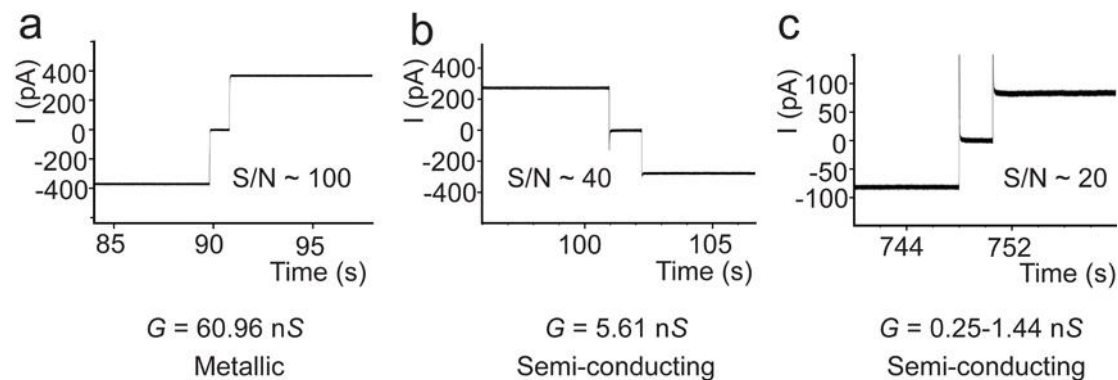 a
I (pA)
400
200
0
-200
-400
S/N ~ 100
85
90
95
Time (s)
G = 60.96 nS
Metallic
b
I (pA)
400
200
0
-200
-400
S/N ~ 40
100
105
Time (s)
G = 5.61 nS
Semi-conducting
c
I (pA)
100
50
0
-50
-100
S/N ~ 20
744
752
Time (s)
G = 0.25-1.44 nS
Semi-conducting